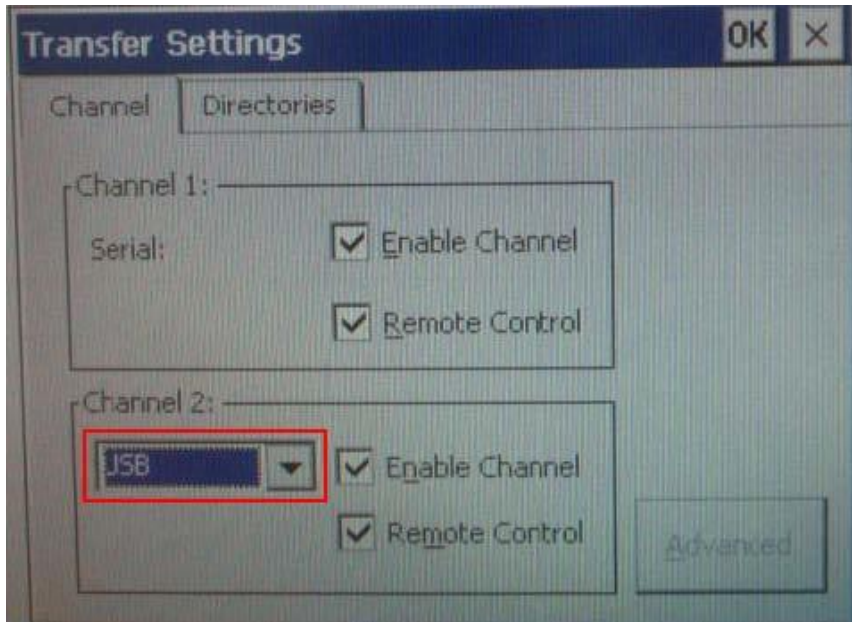 Transfer Settings OK ×
Channel Directories
Channel 1:
Serial: Enable Channel
Remote Control
Channel 2:
USB Enable Channel
Remote Control
Advanced